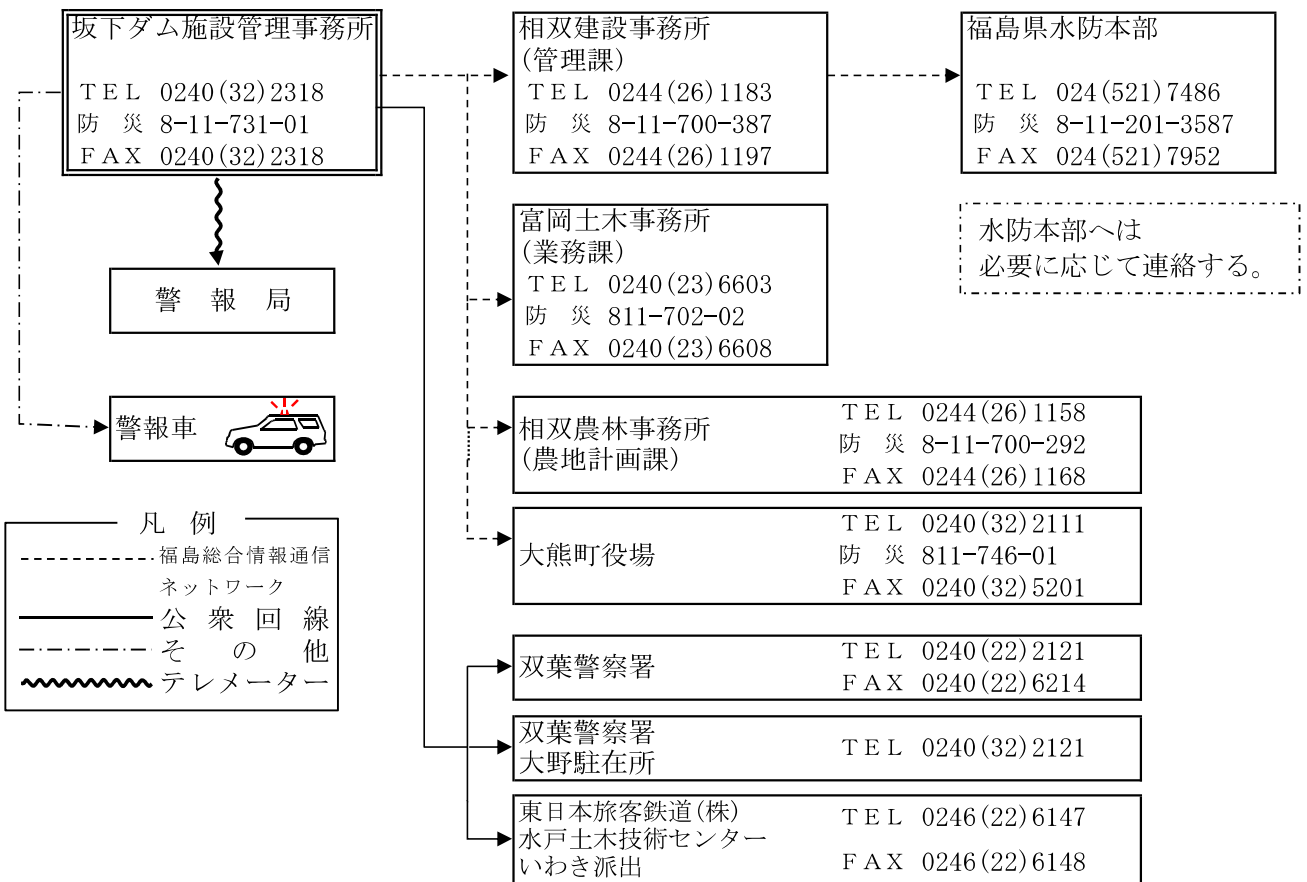 坂下ダム施設管理事務所
ＴＥＬ 0240(32)2318
防 災 8-11-731-01
ＦＡＸ 0240(32)2318
警 報 局
警報車
凡 例
福島総合情報通信
ネットワーク
公 衆 回 線
そ の 他
テレメーター
相双建設事務所
(管理課)
ＴＥＬ 0244(26)1183
防 災 8-11-700-387
ＦＡＸ 0244(26)1197
福島県水防本部
ＴＥＬ 024(521)7486
防 災 8-11-201-3587
ＦＡＸ 024(521)7952
水防本部へは
必要に応じて連絡する。
富岡土木事務所
(業務課)
ＴＥＬ 0240(23)6603
防 災 811-702-02
ＦＡＸ 0240(23)6608
相双農林事務所
(農地計画課)
ＴＥＬ 0244(26)1158
防 災 8-11-700-292
ＦＡＸ 0244(26)1168
大熊町役場
ＴＥＬ 0240(32)2111
防 災 811-746-01
ＦＡＸ 0240(32)5201
双葉警察署
ＴＥＬ 0240(22)2121
ＦＡＸ 0240(22)6214
双葉警察署
大野駐在所
ＴＥＬ 0240(32)2121
東日本旅客鉄道(株)
水戸土木技術センター
いわき派出
ＴＥＬ 0246(22)6147
ＦＡＸ 0246(22)6148